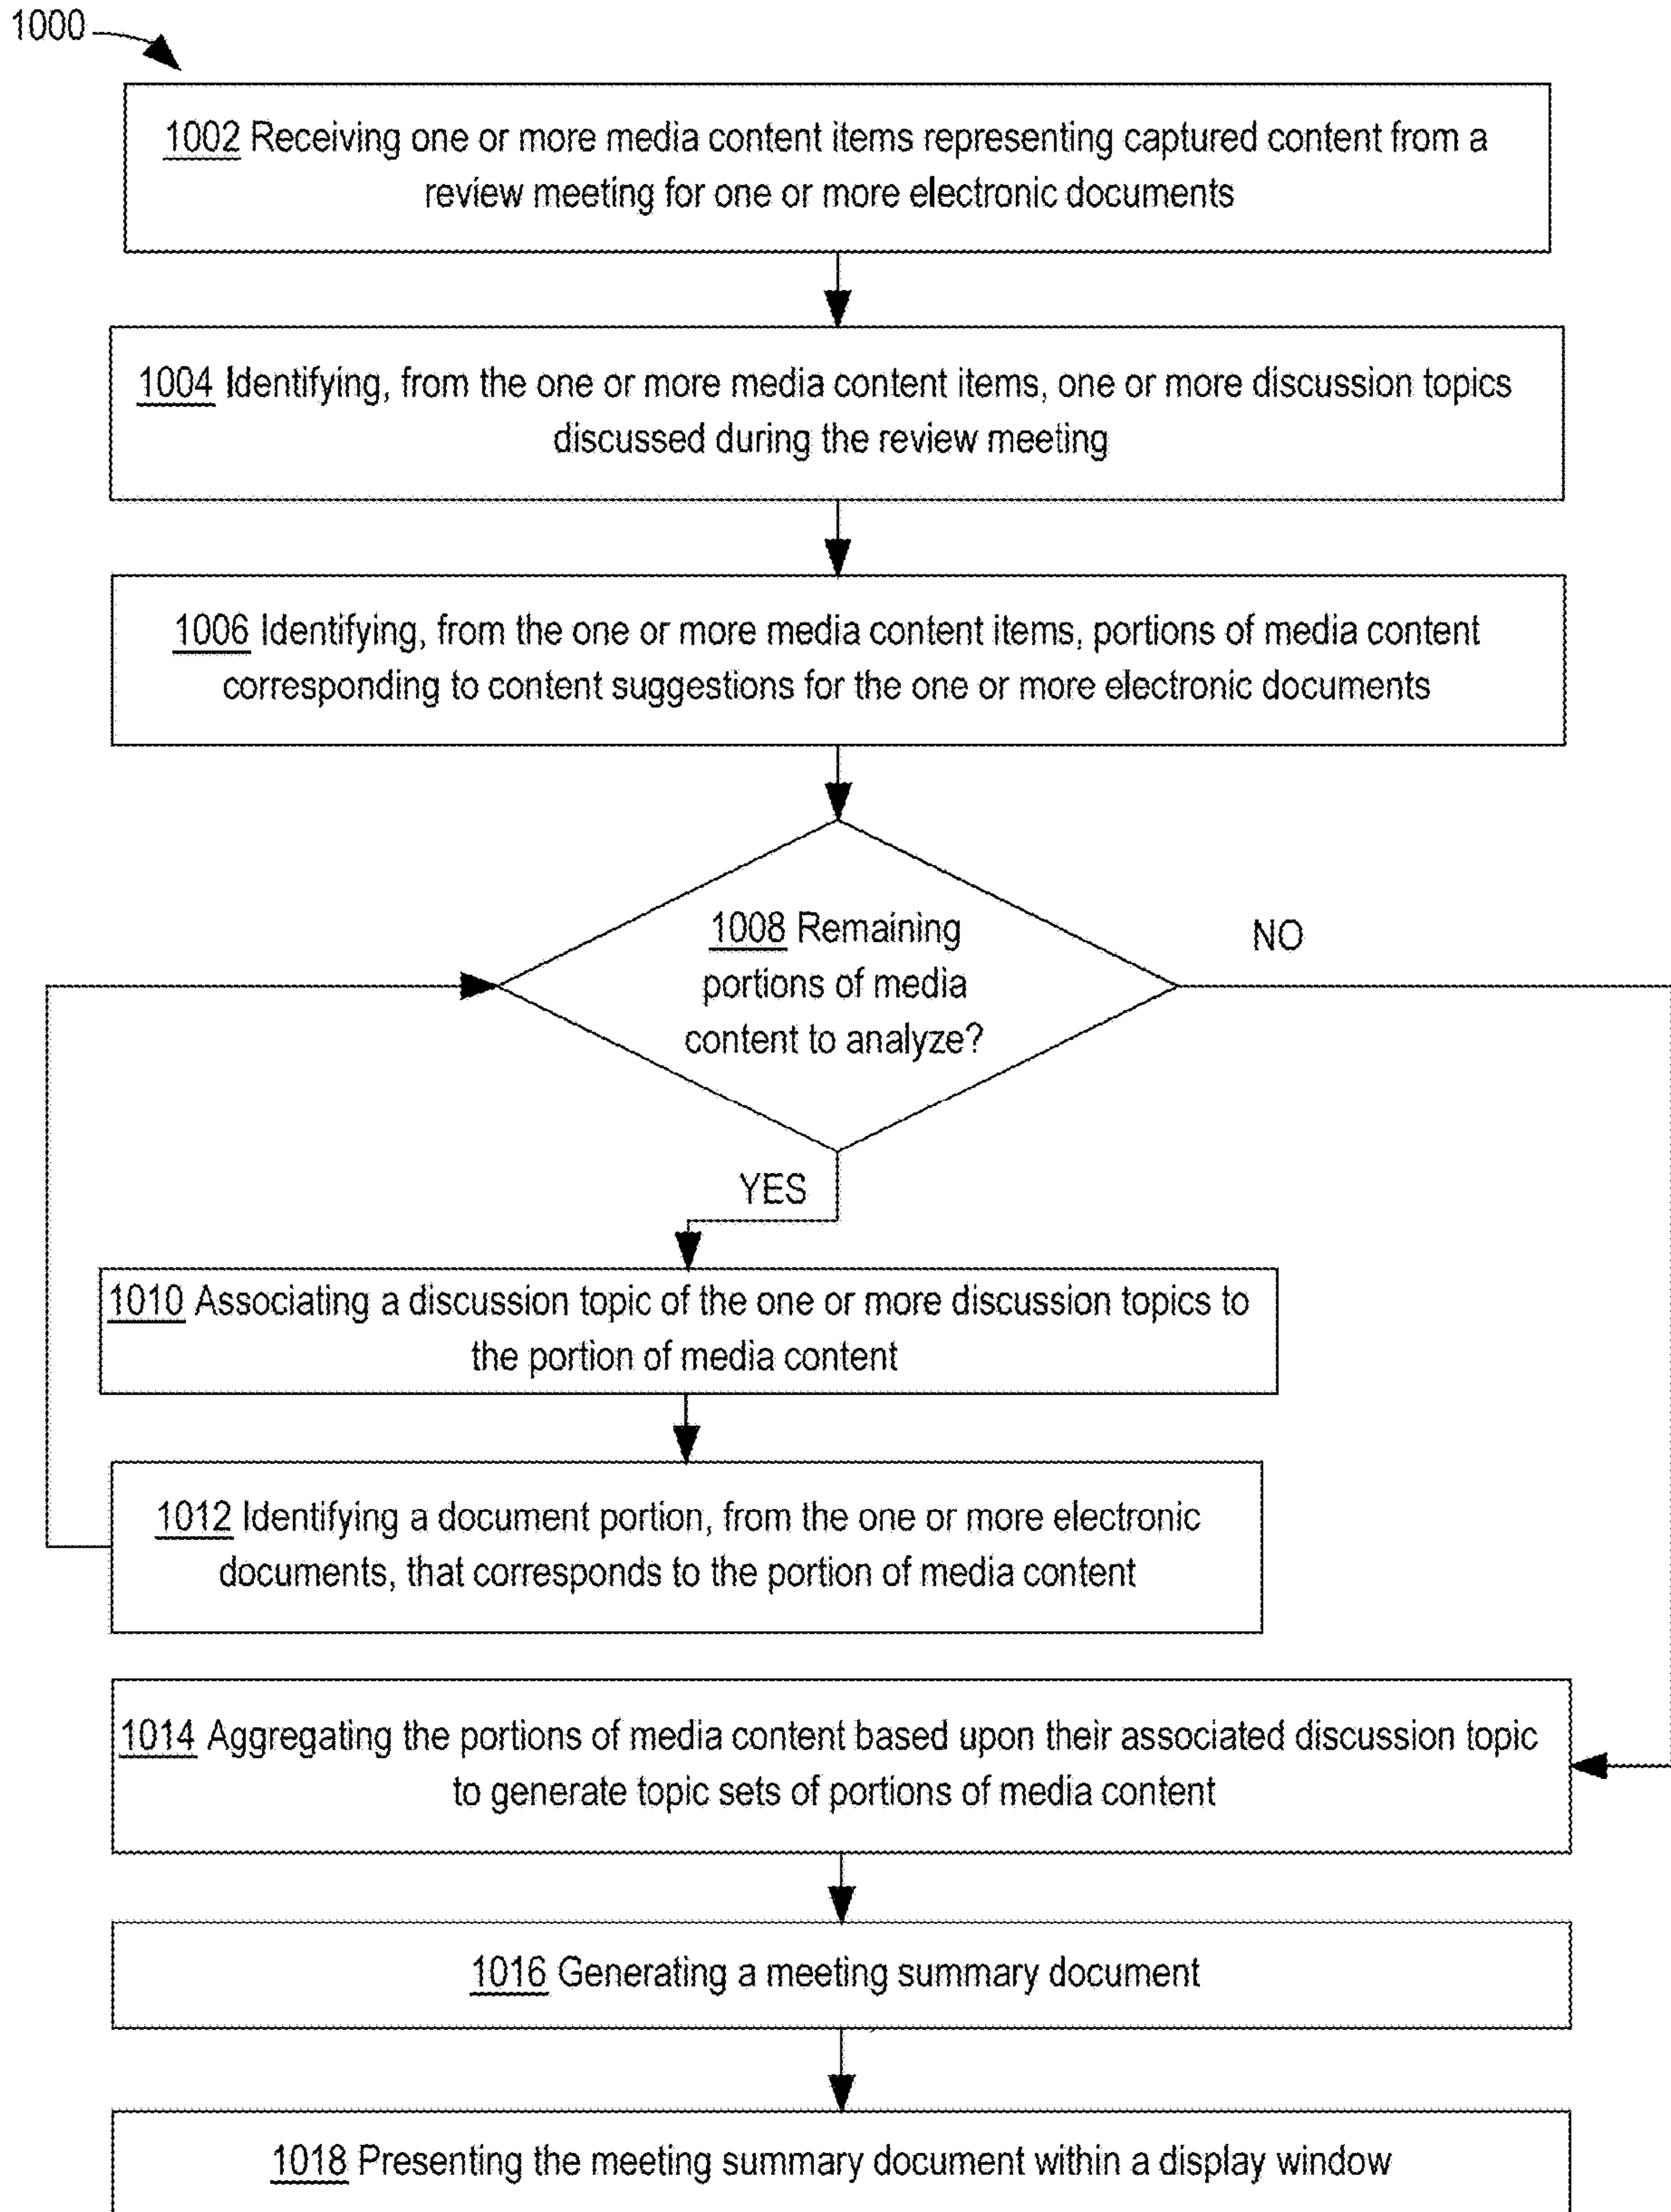 1000
1002 Receiving one or more media content items representing captured content from a
review meeting for one or more electronic documents
1004 Identifying, from the one or more media content items, one or more discussion topics
discussed during the review meeting
1006 Identifying, from the one or more media content items, portions of media content
corresponding to content suggestions for the one or more electronic documents
1008 Remaining
portions of media
content to analyze?
NO
YES
1010 Associating a discussion topic of the one or more discussion topics to
the portion of media content
1012 Identifying a document portion, from the one or more electronic
documents, that corresponds to the portion of media content
1014 Aggregating the portions of media content based upon their associated discussion topic
to generate topic sets of portions of media content
1016 Generating a meeting summary document
1018 Presenting the meeting summary document within a display window